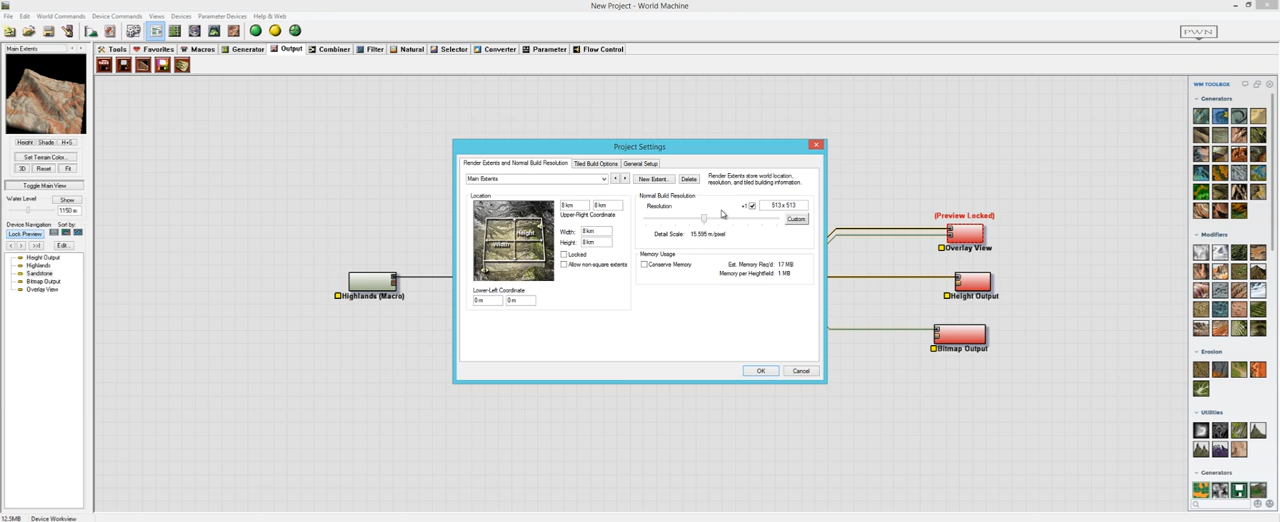 New Project - World Machine
File Edit World Commands Device Commands Views Devices Parameter Devices Help & Web
PWN
Main Extents
Tools Favorites Macros Generator Output Combiner Filter Natural Selector Converter Parameter Flow Control
Height Shade H+S
Set Terrain Color...
3D Reset Fit
Toggle Main View
Water Level: Show
1150 m
Device Navigation Sort by:
Lock Preview
Edit...
Height Output
Highlands
Sandstone
Bitmap Output
Overlay View
Highlands (Macro)
Project Settings
Render Extents and Normal Build Resolution Tiled Build Options General Setup
Main Extents
New Extent... Delete
Render Extents store world location, resolution, and tiled building information.
Location
Width
Height
8 km 8 km
Upper-Right Coordinate
Width: 8 km
Height: 8 km
Locked
Allow non-square extents
Lower-Left Coordinate
0 m 0 m
Normal Build Resolution
Resolution +1 513 x 513
Custom
Detail Scale: 15.595 m/pixel
Memory Usage
Conserve Memory Est. Memory Req'd: 17 MB
Memory per Heightfield: 1 MB
OK Cancel
(Preview Locked)
Overlay View
Height Output
Bitmap Output
WM TOOLBOX
Generators
Modifiers
Erosion
Utilities
Generators
12.5MB Device Workview